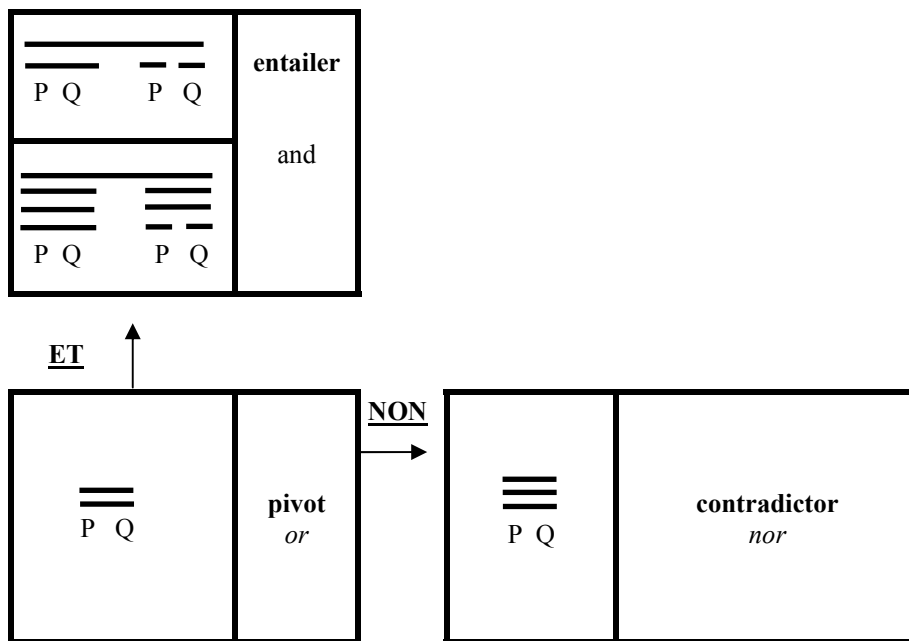 entailer
P Q P Q
and
P Q P Q
ET
NON
P Q
pivot
or
P Q
contradictor
nor